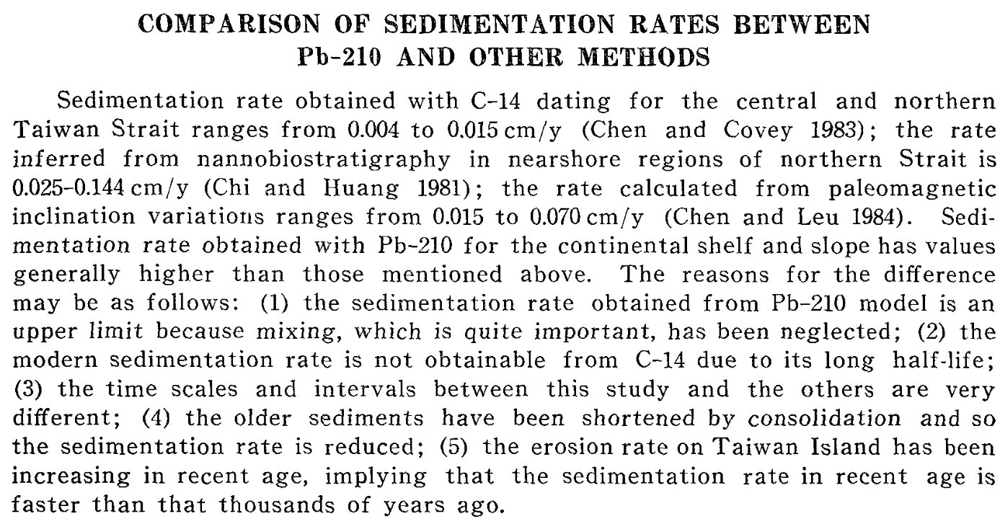 COMPARISON OF SEDIMENTATION RATES BETWEEN
Pb-210 AND OTHER METHODS
Sedimentation rate obtained with C-14 dating for the central and northern
Taiwan Strait ranges from 0.004 to 0.015 cm/y (Chen and Covey 1983); the rate
inferred from nannobiostratigraphy in nearshore regions of northern Strait is
0.025-0.144 cm/y (Chi and Huang 1981); the rate calculated from paleomagnetic
inclination variations ranges from 0.015 to 0.070 cm/y (Chen and Leu 1984). Sedi-
mentation rate obtained with Pb-210 for the continental shelf and slope has values
generally higher than those mentioned above. The reasons for the difference
may be as follows: (1) the sedimentation rate obtained from Pb-210 model is an
upper limit because mixing, which is quite important, has been neglected; (2) the
modern sedimentation rate is not obtainable from C-14 due to its long half-life;
(3) the time scales and intervals between this study and the others are very
different; (4) the older sediments have been shortened by consolidation and so
the sedimentation rate is reduced; (5) the erosion rate on Taiwan Island has been
increasing in recent age, implying that the sedimentation rate in recent age is
faster than that thousands of years ago.